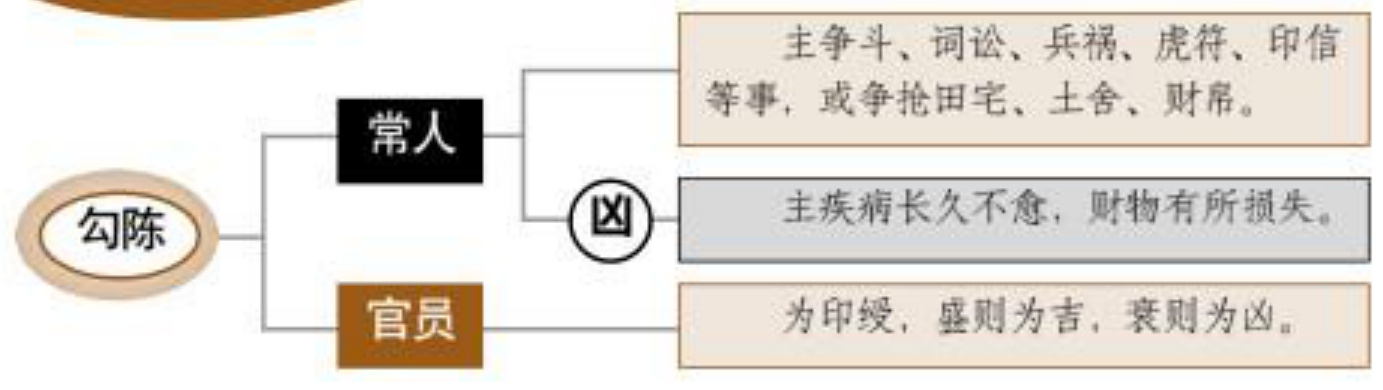 勾陈
常人
主争斗、词讼、兵祸、虎符、印信
等事，或争抢田宅、土舍、财帛。
凶
主疾病长久不愈，财物有所损失。
官员
为印绶，盛则为吉，衰则为凶。